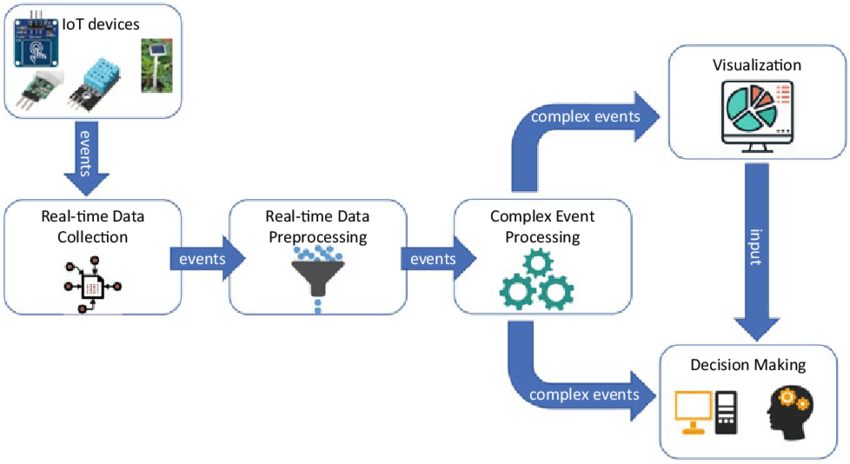 IoT devices
events
Real-time Data
Collection
events
Real-time Data
Preprocessing
events
Complex Event
Processing
complex events
complex events
Visualization
input
Decision Making